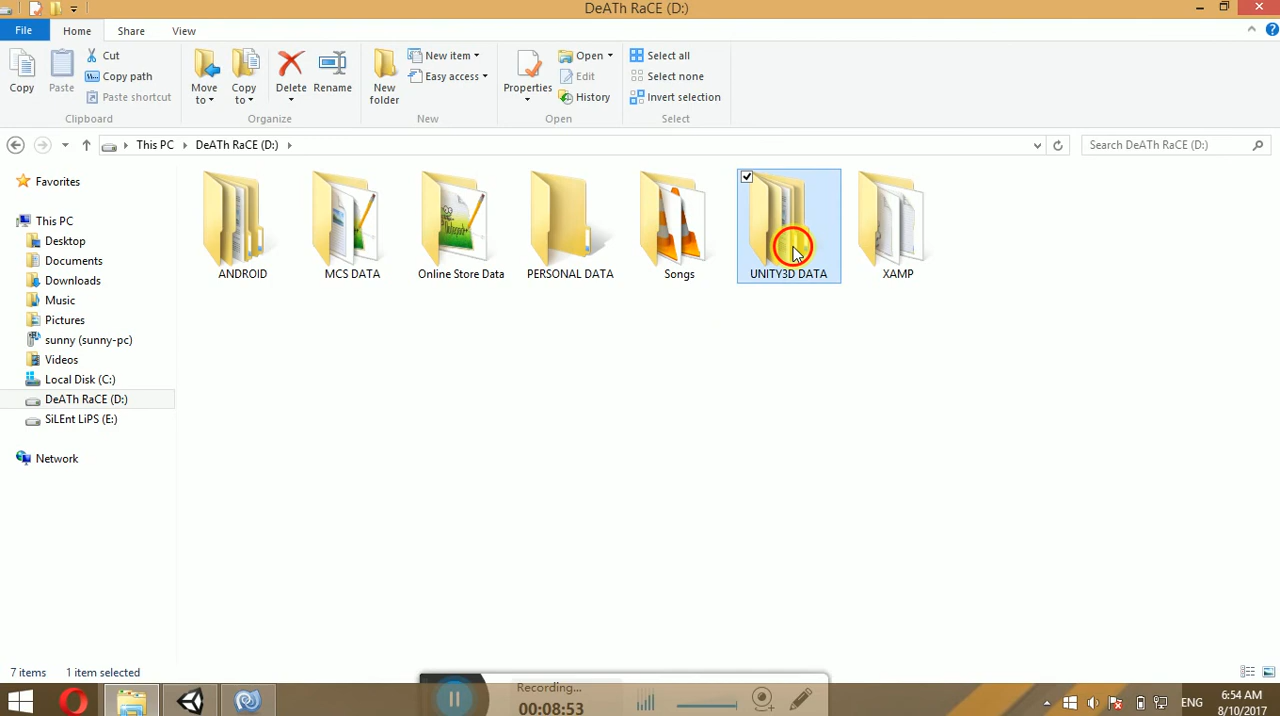 DeATh RaCE (D:)
File
Home
Share
View
Copy
Paste
Cut
Copy path
Paste shortcut
Clipboard
Move to
Copy to
Delete
Rename
Organize
New folder
New item
Easy access
New
Properties
Open
Edit
History
Open
Select all
Select none
Invert selection
Select
This PC
DeATh RaCE (D:)
Search DeATh RaCE (D:)
Favorites
This PC
Desktop
Documents
Downloads
Music
Pictures
sunny (sunny-pc)
Videos
Local Disk (C:)
DeATh RaCE (D:)
SiLEnt LiPS (E:)
Network
ANDROID
MCS DATA
Online Store Data
PERSONAL DATA
Songs
UNITY3D DATA
XAMP
7 items
1 item selected
Recording...
00:08:53
ENG
6:54 AM
8/10/2017